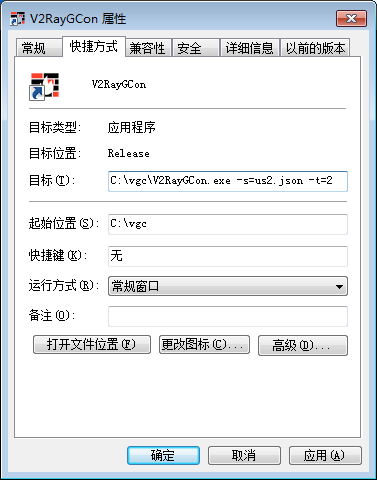 V2RayGCon 属性
常规 快捷方式 兼容性 安全 详细信息 以前的版本
V2RayGCon
目标类型: 应用程序
目标位置: Release
目标(T): C:\vgc\V2RayGCon.exe -s=us2.json -t=2
起始位置(S): C:\vgc
快捷键(K): 无
运行方式(R): 常规窗口
备注(O):
打开文件位置(F) 更改图标(C)... 高级(D)...
确定 取消 应用(A)